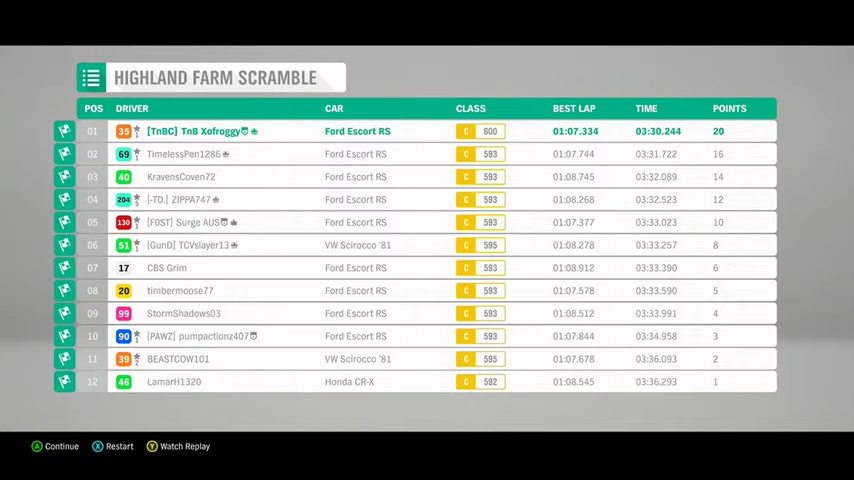 HIGHLAND FARM SCRAMBLE
POS DRIVER CAR CLASS BEST LAP TIME POINTS
01 35 1 [TnBC] TnB Xofroggy Ford Escort RS C 600 01:07.334 03:30.244 20
02 69 1 TimelessPen1286 Ford Escort RS C 593 01:07.744 03:31.722 16
03 40 KravensCoven72 Ford Escort RS C 593 01:08.745 03:32.089 14
04 204 5 [-TD.] ZIPPA747 Ford Escort RS C 593 01:08.268 03:32.523 12
05 130 1 [F0ST] Surge AUS Ford Escort RS C 593 01:07.377 03:33.023 10
06 51 1 [GunD] TCVslayer13 VW Scirocco '81 C 595 01:08.278 03:33.257 8
07 17 CBS Grim Ford Escort RS C 593 01:08.912 03:33.390 6
08 20 timbermoose77 Ford Escort RS C 593 01:07.578 03:33.590 5
09 99 StormShadows03 Ford Escort RS C 593 01:08.512 03:33.991 4
10 90 1 [PAWZ] pumpactionz407 Ford Escort RS C 593 01:07.844 03:34.958 3
11 39 2 BEASTCOW101 VW Scirocco '81 C 595 01:07.678 03:36.093 2
12 46 LamarH1320 Honda CR-X C 592 01:08.545 03:36.293 1
A Continue X Restart Y Watch Replay